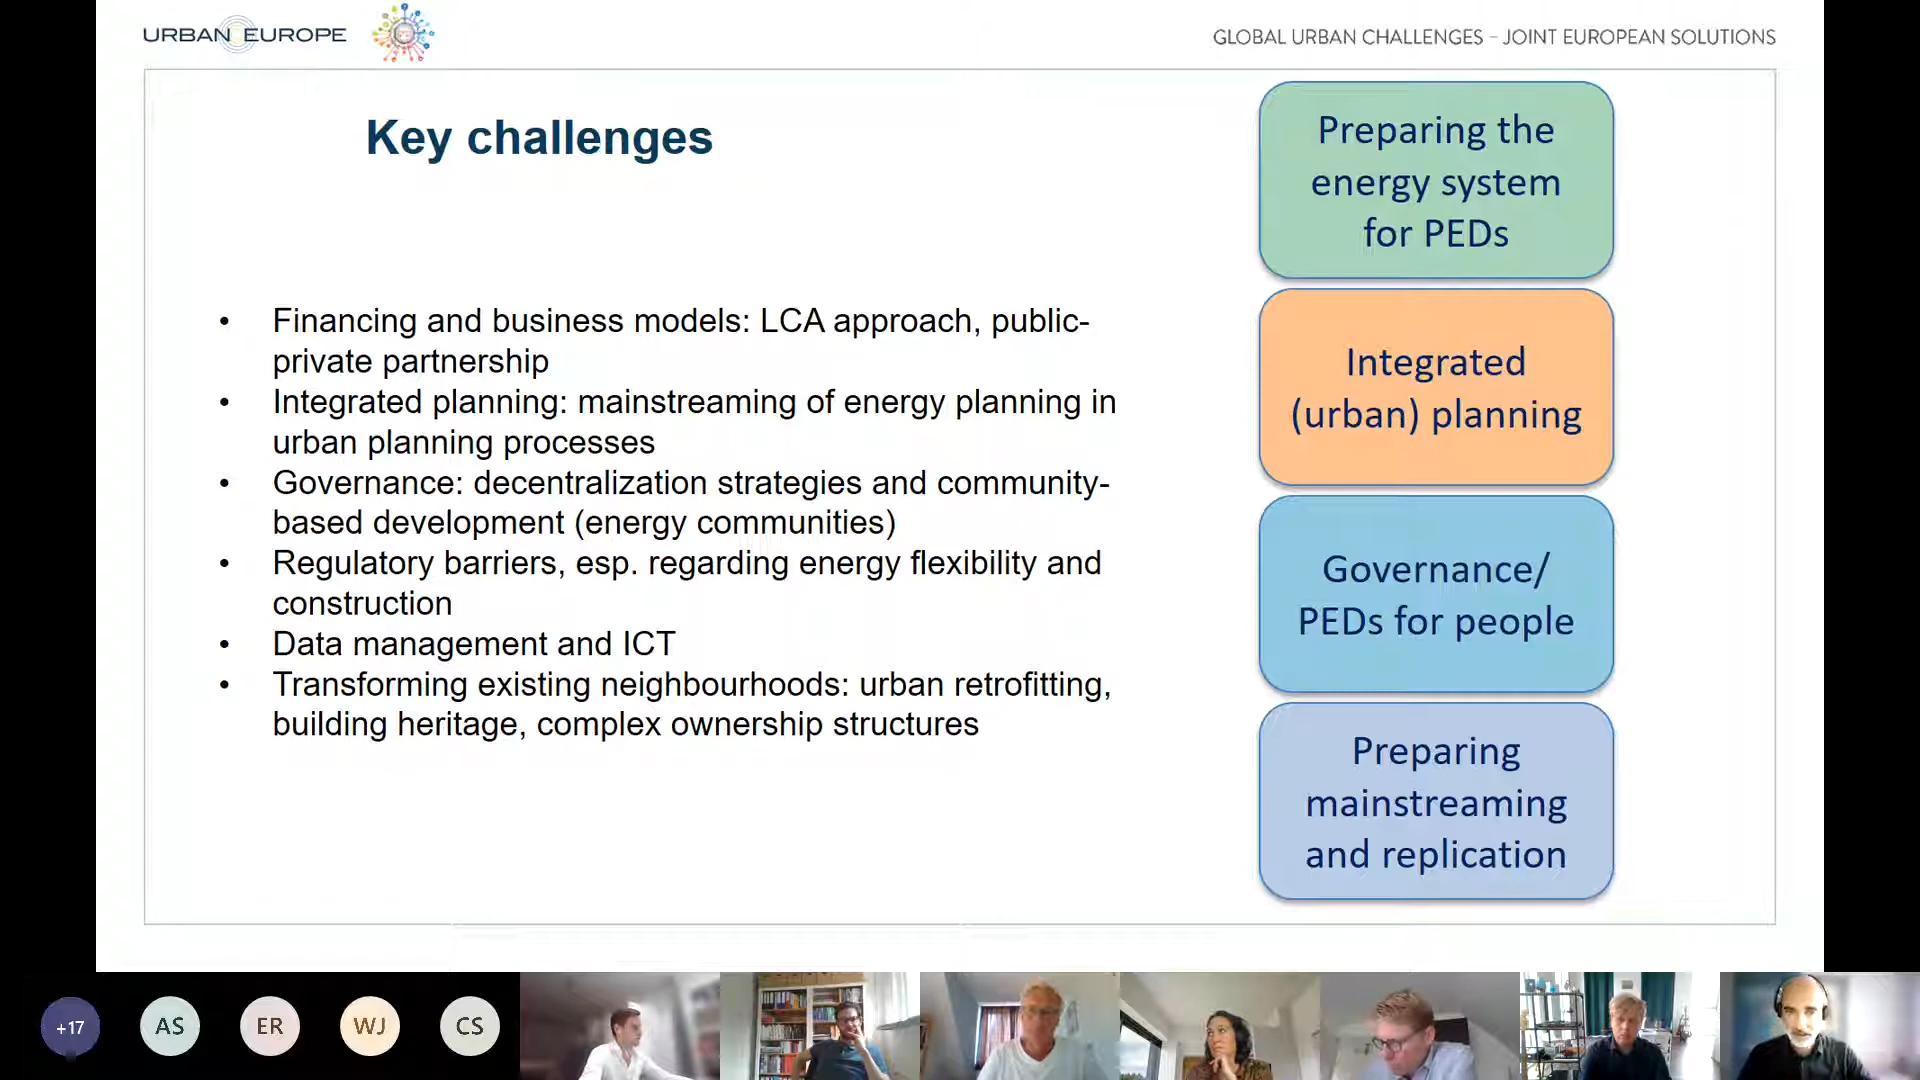 URBAN EUROPE
GLOBAL URBAN CHALLENGES – JOINT EUROPEAN SOLUTIONS
Key challenges
• Financing and business models: LCA approach, public-
private partnership
• Integrated planning: mainstreaming of energy planning in
urban planning processes
• Governance: decentralization strategies and community-
based development (energy communities)
• Regulatory barriers, esp. regarding energy flexibility and
construction
• Data management and ICT
• Transforming existing neighbourhoods: urban retrofitting,
building heritage, complex ownership structures
Preparing the
energy system
for PEDs
Integrated
(urban) planning
Governance/
PEDs for people
Preparing
mainstreaming
and replication
+17
AS
ER
WJ
CS